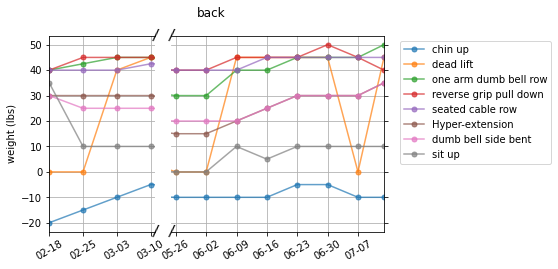 back
weight (lbs)
50
40
30
20
10
0
−10
−20
02-18
02-25
03-03
03-10
05-26
06-02
06-09
06-16
06-23
06-30
07-07
chin up
dead lift
one arm dumb bell row
reverse grip pull down
seated cable row
Hyper-extension
dumb bell side bent
sit up